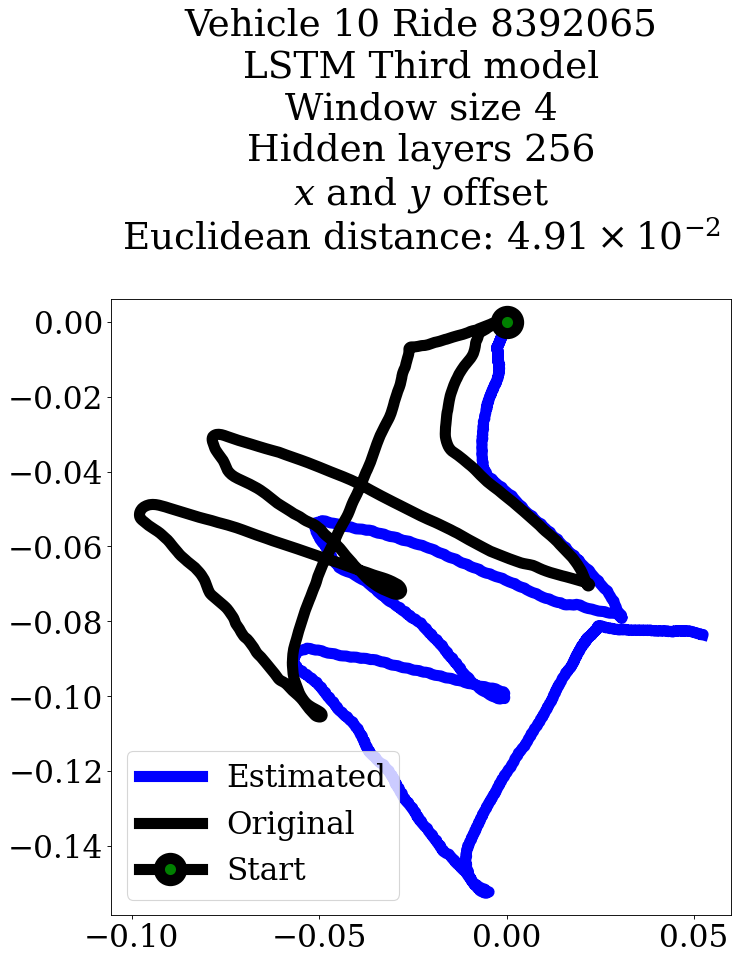 Vehicle 10 Ride 8392065
LSTM Third model
Window size 4
Hidden layers 256
x and y offset
Euclidean distance: 4.91 × 10⁻²
0.00
−0.02
−0.04
−0.06
−0.08
−0.10
−0.12
−0.14
Estimated
Original
Start
−0.10 −0.05 0.00 0.05